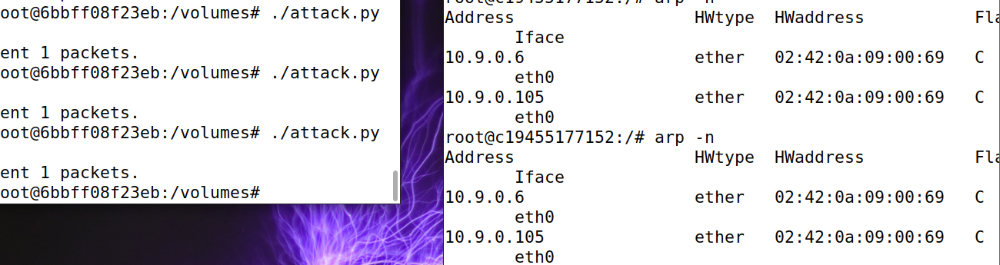 oot@6bbff08f23eb:/volumes# ./attack.py
ent 1 packets.
oot@6bbff08f23eb:/volumes# ./attack.py
ent 1 packets.
oot@6bbff08f23eb:/volumes# ./attack.py
ent 1 packets.
oot@6bbff08f23eb:/volumes#
root@c19455177152:/# arp -n
Address HWtype HWaddress Fla
Iface
10.9.0.6 ether 02:42:0a:09:00:69 C
eth0
10.9.0.105 ether 02:42:0a:09:00:69 C
eth0
root@c19455177152:/# arp -n
Address HWtype HWaddress Fla
Iface
10.9.0.6 ether 02:42:0a:09:00:69 C
eth0
10.9.0.105 ether 02:42:0a:09:00:69 C
eth0